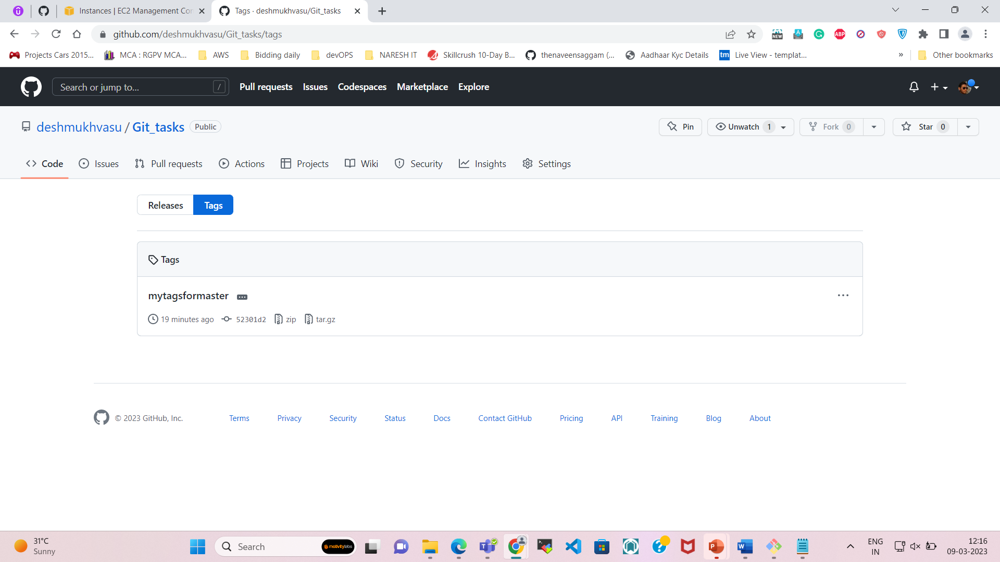 Instances | EC2 Management Con
Tags · deshmukhvasu/Git_tasks
github.com/deshmukhvasu/Git_tasks/tags
NEW
A
G
ABP
Projects Cars 2015...
MCA : RGPV MCA...
AWS
Bidding daily
devOPS
NARESH IT
Skillcrush 10-Day B...
thenaveensaggam (...
tm
Aadhaar Kyc Details
Live View - templat...
»
Other bookmarks
Search or jump to...
/
Pull requests
Issues
Codespaces
Marketplace
Explore
deshmukhvasu / Git_tasks
Public
Pin
Unwatch 1
Fork 0
Star 0
Code
Issues
Pull requests
Actions
Projects
Wiki
Security
Insights
Settings
Releases
Tags
Tags
mytagsformaster
19 minutes ago
52301d2
zip
tar.gz
© 2023 GitHub, Inc.
Terms
Privacy
Security
Status
Docs
Contact GitHub
Pricing
API
Training
Blog
About
31°C
Sunny
Search
motivitylabs
ENG
IN
12:16
09-03-2023